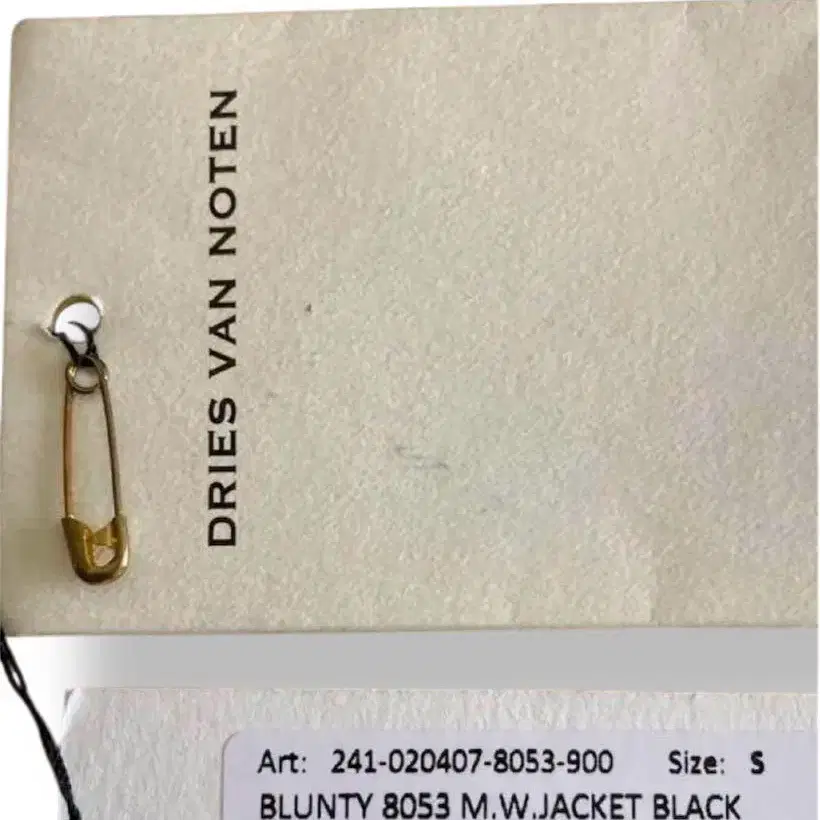 DRIES VAN NOTEN
Art: 241-020407-8053-900 Size: S
BLUNTY 8053 M.W.JACKET BLACK